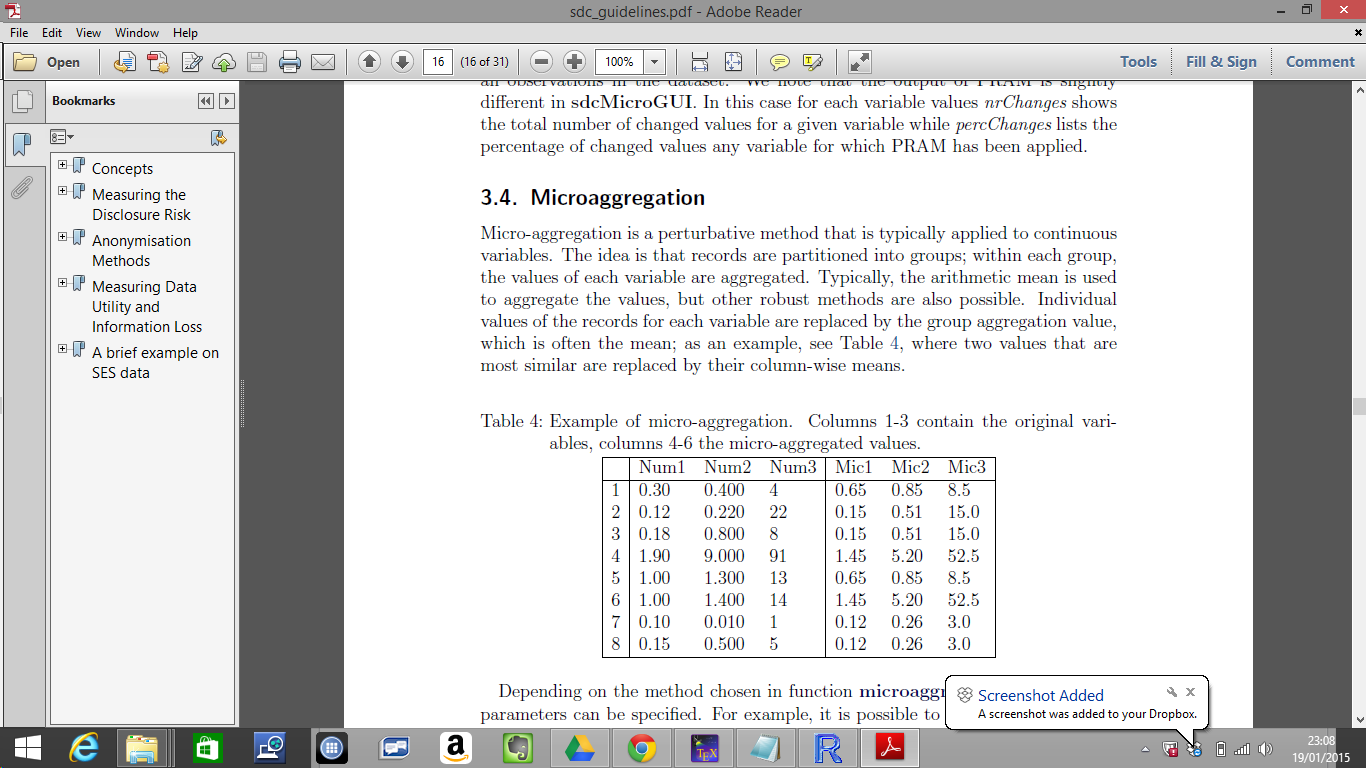 sdc_guidelines.pdf - Adobe Reader
File Edit View Window Help
Open
16 (16 of 31)
100%
Tools Fill & Sign Comment
Bookmarks
Concepts
Measuring the
Disclosure Risk
Anonymisation
Methods
Measuring Data
Utility and
Information Loss
A brief example on
SES data
an observations in the dataset. We note that the output of PRAM is slightly
different in sdcMicroGUI. In this case for each variable values nrChanges shows
the total number of changed values for a given variable while percChanges lists the
percentage of changed values any variable for which PRAM has been applied.
3.4. Microaggregation
Micro-aggregation is a perturbative method that is typically applied to continuous
variables. The idea is that records are partitioned into groups; within each group,
the values of each variable are aggregated. Typically, the arithmetic mean is used
to aggregate the values, but other robust methods are also possible. Individual
values of the records for each variable are replaced by the group aggregation value,
which is often the mean; as an example, see Table 4, where two values that are
most similar are replaced by their column-wise means.
Table 4: Example of micro-aggregation. Columns 1-3 contain the original vari-
ables, columns 4-6 the micro-aggregated values.
Num1 Num2 Num3 Mic1 Mic2 Mic3
1 0.30 0.400 4 0.65 0.85 8.5
2 0.12 0.220 22 0.15 0.51 15.0
3 0.18 0.800 8 0.15 0.51 15.0
4 1.90 9.000 91 1.45 5.20 52.5
5 1.00 1.300 13 0.65 0.85 8.5
6 1.00 1.400 14 1.45 5.20 52.5
7 0.10 0.010 1 0.12 0.26 3.0
8 0.15 0.500 5 0.12 0.26 3.0
Depending on the method chosen in function microaggr
parameters can be specified. For example, it is possible to
Screenshot Added
A screenshot was added to your Dropbox.
23:08
19/01/2015